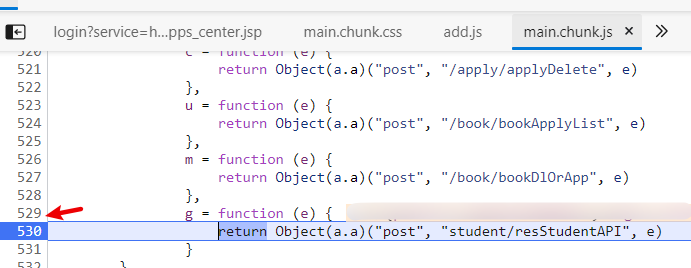 login?service=h...pps_center.jsp main.chunk.css add.js main.chunk.js
520 c = function (e) {
521 return Object(a.a)("post", "/apply/applyDelete", e)
522 },
523 u = function (e) {
524 return Object(a.a)("post", "/book/bookApplyList", e)
525 },
526 m = function (e) {
527 return Object(a.a)("post", "/book/bookDlOrApp", e)
528 },
529 g = function (e) {
530 return Object(a.a)("post", "student/resStudentAPI", e)
531 }
}